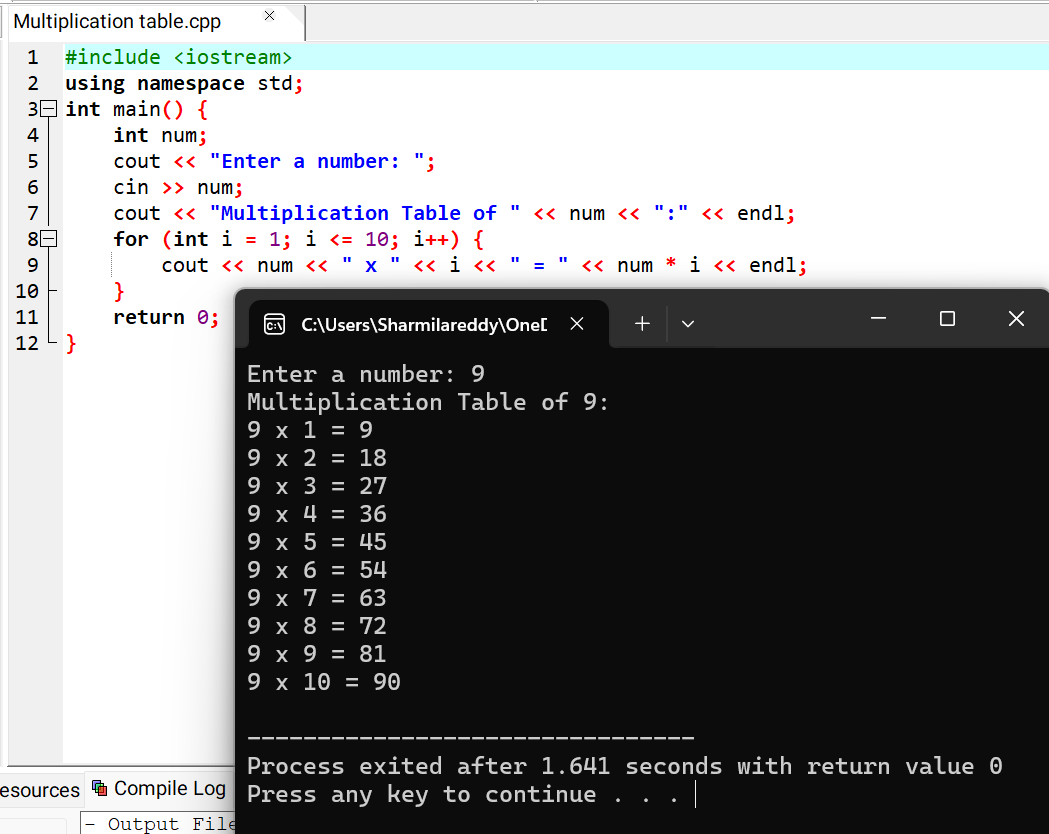 Multiplication table.cpp
1 #include <iostream>
2 using namespace std;
3 int main() {
4 int num;
5 cout << "Enter a number: ";
6 cin >> num;
7 cout << "Multiplication Table of " << num << ":" << endl;
8 for (int i = 1; i <= 10; i++) {
9 cout << num << " x " << i << " = " << num * i << endl;
10 }
11 return 0;
12 }
C:\Users\Sharmilareddy\One
Enter a number: 9
Multiplication Table of 9:
9 x 1 = 9
9 x 2 = 18
9 x 3 = 27
9 x 4 = 36
9 x 5 = 45
9 x 6 = 54
9 x 7 = 63
9 x 8 = 72
9 x 9 = 81
9 x 10 = 90
--------------------------------
Process exited after 1.641 seconds with return value 0
Press any key to continue . . .
esources Compile Log
- Output File